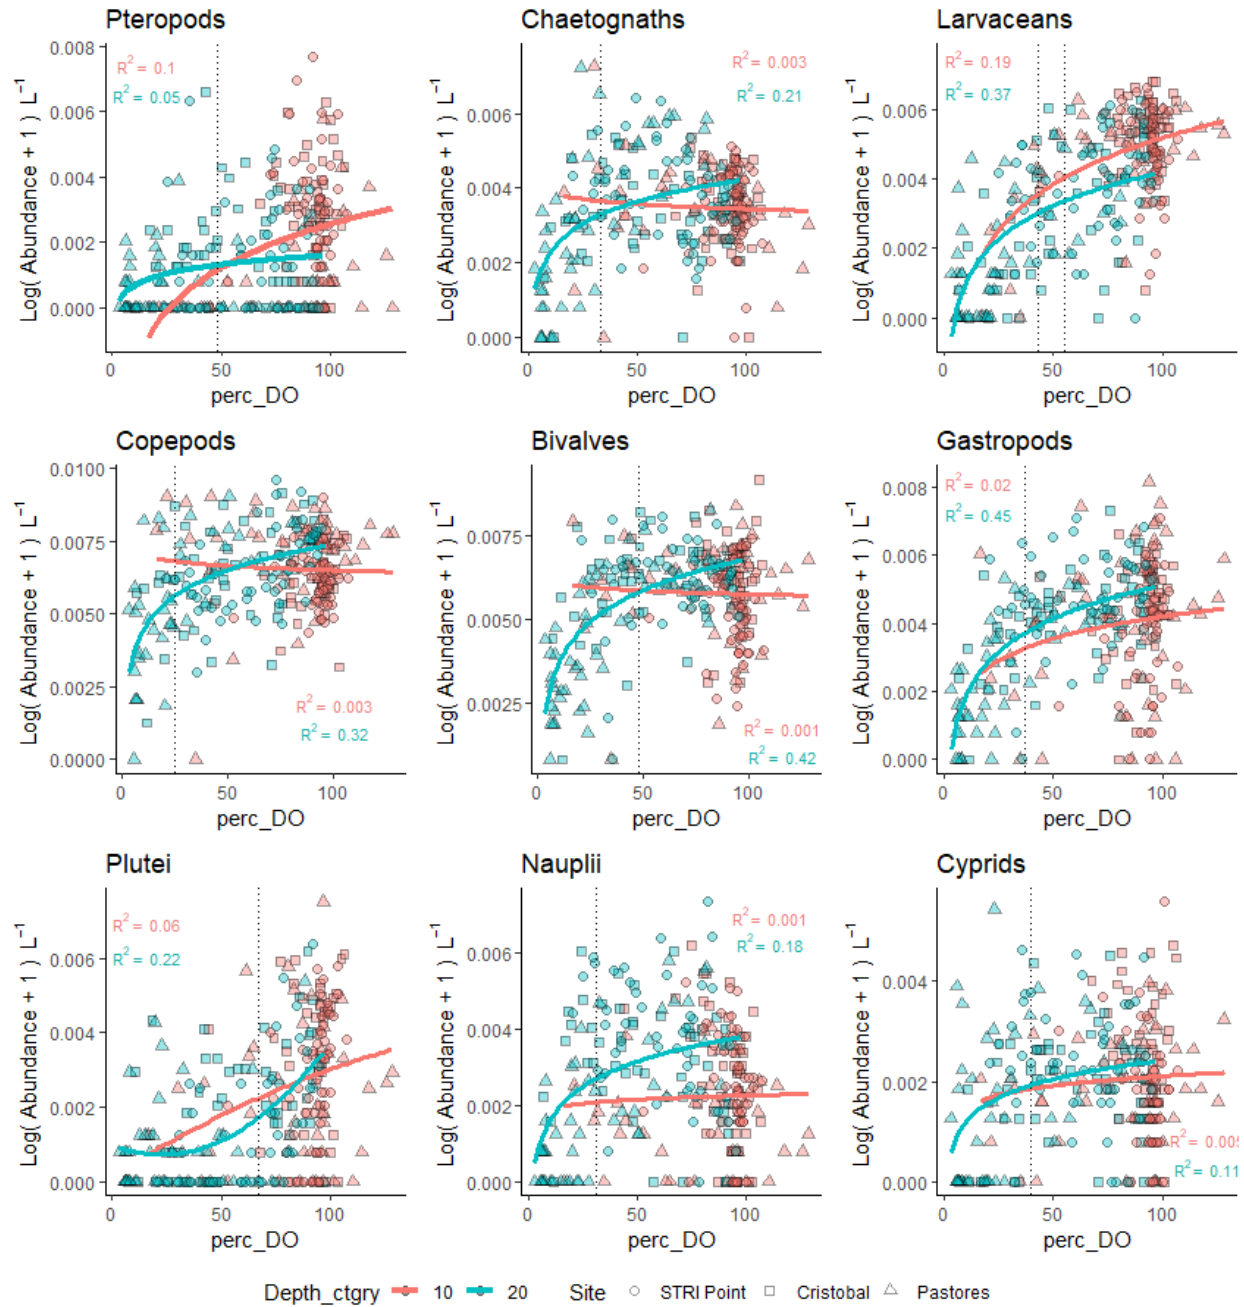 Pteropods Chaetognaths Larvaceans
Log( Abundance + 1 ) L⁻¹
0.008
0.006
0.004
0.002
0.000
R² = 0.1
R² = 0.05
0 50 100
perc_DO
Log( Abundance + 1 ) L⁻¹
0.006
0.004
0.002
0.000
R² = 0.003
R² = 0.21
0 50 100
perc_DO
Log( Abundance + 1 ) L⁻¹
0.006
0.004
0.002
0.000
R² = 0.19
R² = 0.37
0 50 100
perc_DO
Copepods Bivalves Gastropods
Log( Abundance + 1 ) L⁻¹
0.0100
0.0075
0.0050
0.0025
0.0000
R² = 0.003
R² = 0.32
0 50 100
perc_DO
Log( Abundance + 1 ) L⁻¹
0.0075
0.0050
0.0025
R² = 0.001
R² = 0.42
0 50 100
perc_DO
Log( Abundance + 1 ) L⁻¹
0.008
0.006
0.004
0.002
0.000
R² = 0.02
R² = 0.45
0 50 100
perc_DO
Plutei Nauplii Cyprids
Log( Abundance + 1 ) L⁻¹
0.006
0.004
0.002
0.000
R² = 0.06
R² = 0.22
0 50 100
perc_DO
Log( Abundance + 1 ) L⁻¹
0.006
0.004
0.002
0.000
R² = 0.001
R² = 0.18
0 50 100
perc_DO
Log( Abundance + 1 ) L⁻¹
0.004
0.002
0.000
R² = 0.005
R² = 0.11
0 50 100
perc_DO
Depth_ctgry 10 20 Site STRI Point Cristobal Pastores